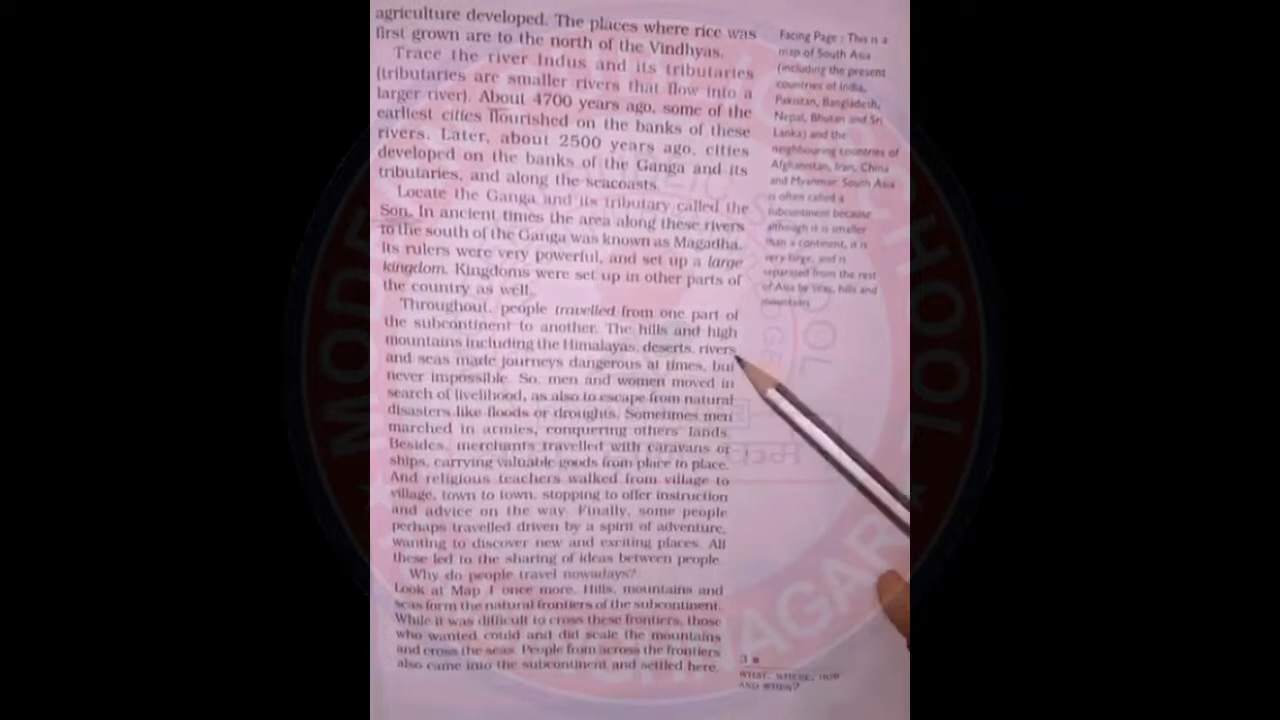 agriculture developed. The places where rice was
first grown are to the north of the Vindhyas.
Trace the river Indus and its tributaries
(tributaries are smaller rivers that flow into a
larger river). About 4700 years ago, some of the
earliest cities flourished on the banks of these
rivers. Later, about 2500 years ago, cities
developed on the banks of the Ganga and its
tributaries, and along the seacoasts.
Locate the Ganga and its tributary called the
Son. In ancient times the area along these rivers
to the south of the Ganga was known as Magadha.
Its rulers were very powerful, and set up a large
kingdom. Kingdoms were set up in other parts of
the country as well.
Throughout, people travelled from one part of
the subcontinent to another. The hills and high
mountains including the Himalayas, deserts, rivers
and seas made journeys dangerous at times, but
never impossible. So, men and women moved in
search of livelihood, as also to escape from natural
disasters like floods or droughts. Sometimes men
marched in armies, conquering others lands.
Besides, merchants travelled with caravans or
ships, carrying valuable goods from place to place.
And religious teachers walked from village to
village, town to town, stopping to offer instruction
and advice on the way. Finally, some people
perhaps travelled driven by a spirit of adventure,
wanting to discover new and exciting places. All
these led to the sharing of ideas between people.
Why do people travel nowadays?
Look at Map 1 once more. Hills, mountains and
seas form the natural frontiers of the subcontinent.
While it was difficult to cross these frontiers, those
who wanted could and did scale the mountains
and cross the seas. People from across the frontiers
also came into the subcontinent and settled here.
Facing Page : This is a
map of South Asia
(including the present
countries of India,
Pakistan, Bangladesh,
Nepal, Bhutan and Sri
Lanka) and the
neighbouring countries of
Afghanistan, Iran, China
and Myanmar. South Asia
is often called a
subcontinent because
although it is smaller
than a continent, it is
very large, and is
separated from the rest
of Asia by seas, hills and
mountains
3
WHAT, WHERE, HOW
AND WHEN?